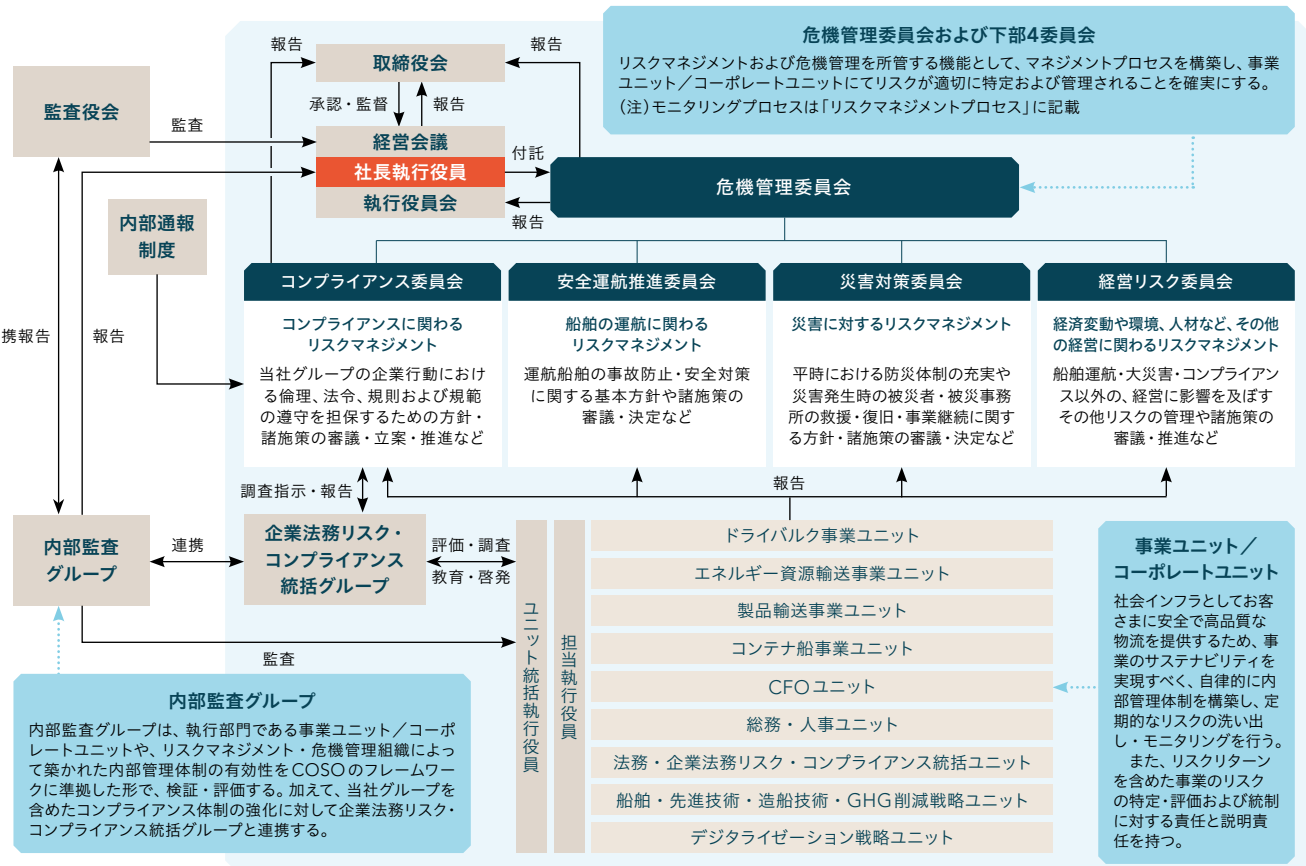 危機管理委員会および下部4委員会
リスクマネジメントおよび危機管理を所管する機能として、マネジメントプロセスを構築し、事業
ユニット／コーポレートユニットにてリスクが適切に特定および管理されることを確実にする。
（注）モニタリングプロセスは「リスクマネジメントプロセス」に記載
報告
取締役会
報告
承認・監督
報告
監査役会
監査
経営会議
社長執行役員
執行役員会
付託
報告
危機管理委員会
内部通報
制度
携報告
報告
コンプライアンス委員会
コンプライアンスに関わる
リスクマネジメント
当社グループの企業行動におけ
る倫理、法令、規則および規範
の遵守を担保するための方針・
諸施策の審議・立案・推進など
安全運航推進委員会
船舶の運航に関わる
リスクマネジメント
運航船舶の事故防止・安全対策
に関する基本方針や諸施策の
審議・決定など
災害対策委員会
災害に対するリスクマネジメント
平時における防災体制の充実や
災害発生時の被災者・被災事務
所の救援・復旧・事業継続に関す
る方針・諸施策の審議・決定など
経営リスク委員会
経済変動や環境、人材など、その他
の経営に関わるリスクマネジメント
船舶運航・大災害・コンプライアン
ス以外の、経営に影響を及ぼす
その他リスクの管理や諸施策の
審議・推進など
調査指示・報告
報告
内部監査
グループ
連携
企業法務リスク・
コンプライアンス
統括グループ
評価・調査
教育・啓発
監査
ユニット統括執行役員
担当執行役員
ドライバルク事業ユニット
エネルギー資源輸送事業ユニット
製品輸送事業ユニット
コンテナ船事業ユニット
CFOユニット
総務・人事ユニット
法務・企業法務リスク・コンプライアンス統括ユニット
船舶・先進技術・造船技術・GHG削減戦略ユニット
デジタライゼーション戦略ユニット
事業ユニット／
コーポレートユニット
社会インフラとしてお客
さまに安全で高品質な
物流を提供するため、事
業のサステナビリティを
実現すべく、自律的に内
部管理体制を構築し、定
期的なリスクの洗い出
し・モニタリングを行う。
また、リスクリターン
を含めた事業のリスク
の特定・評価および統制
に対する責任と説明責
任を持つ。
内部監査グループ
内部監査グループは、執行部門である事業ユニット／コーポ
レートユニットや、リスクマネジメント・危機管理組織によっ
て築かれた内部管理体制の有効性をCOSOのフレームワー
クに準拠した形で、検証・評価する。加えて、当社グループを
含めたコンプライアンス体制の強化に対して企業法務リスク・
コンプライアンス統括グループと連携する。